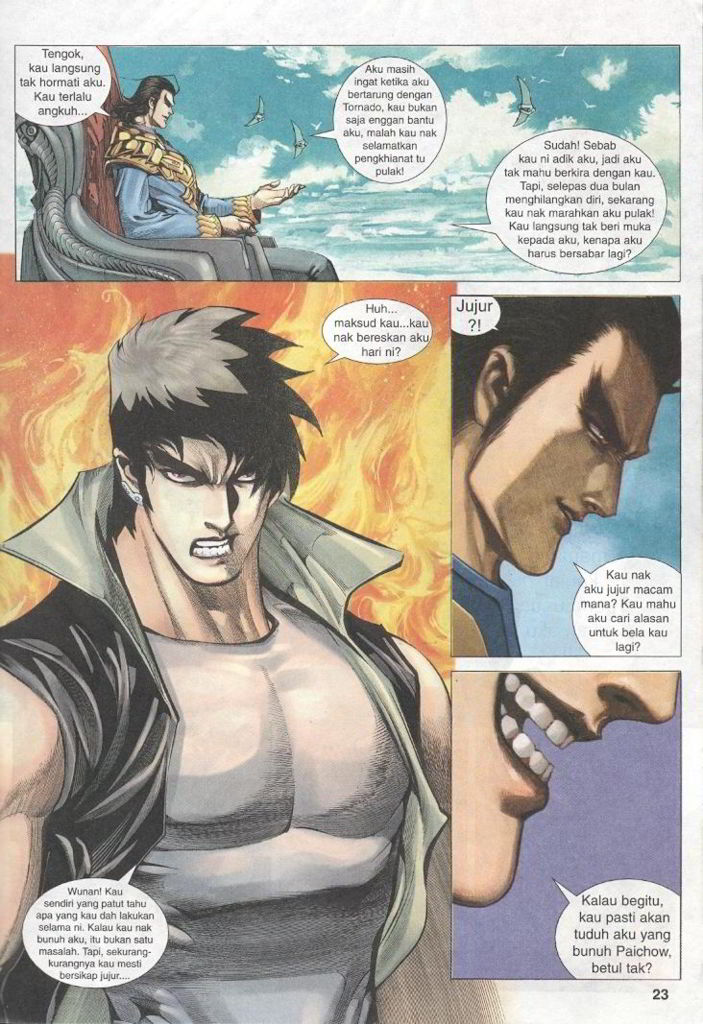 Tengok,
kau langsung
tak hormati aku.
Kau terlalu
angkuh...
Aku masih
ingat ketika aku
bertarung dengan
Tornado, kau bukan
saja enggan bantu
aku, malah kau nak
selamatkan
pengkhianat tu
pulak!
Sudah! Sebab
kau ni adik aku, jadi aku
tak mahu berkira dengan kau.
Tapi, selepas dua bulan
menghilangkan diri, sekarang
kau nak marahkan aku pulak!
Kau langsung tak beri muka
kepada aku, kenapa aku
harus bersabar lagi?
Huh...
maksud kau...kau
nak bereskan aku
hari ni?
Wunan! Kau
sendiri yang patut tahu
apa yang kau dah lakukan
selama ni. Kalau kau nak
bunuh aku, itu bukan satu
masalah. Tapi, sekurang-
kurangnya kau mesti
bersikap jujur....
Jujur
?!
Kau nak
aku jujur macam
mana? Kau mahu
aku cari alasan
untuk bela kau
lagi?
Kalau begitu,
kau pasti akan
tuduh aku yang
bunuh Paichow,
betul tak?
23